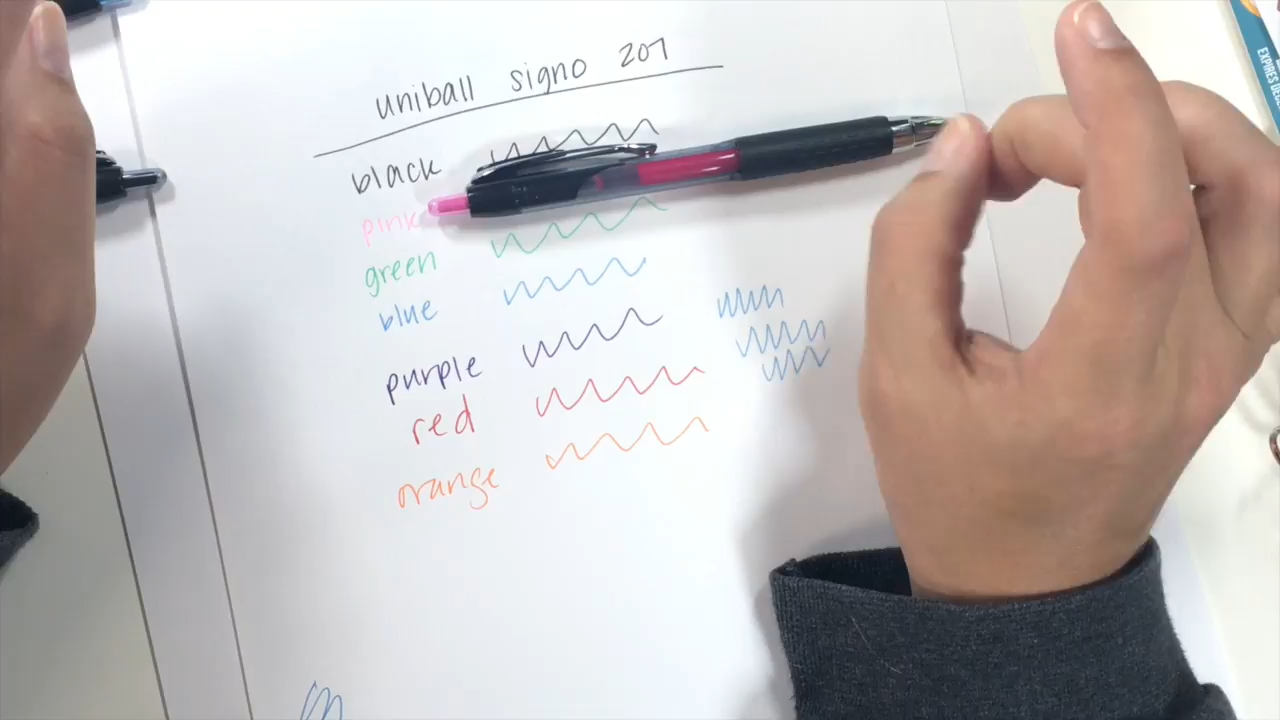 uniball signo 207
black
pink
green
blue
purple
red
orange